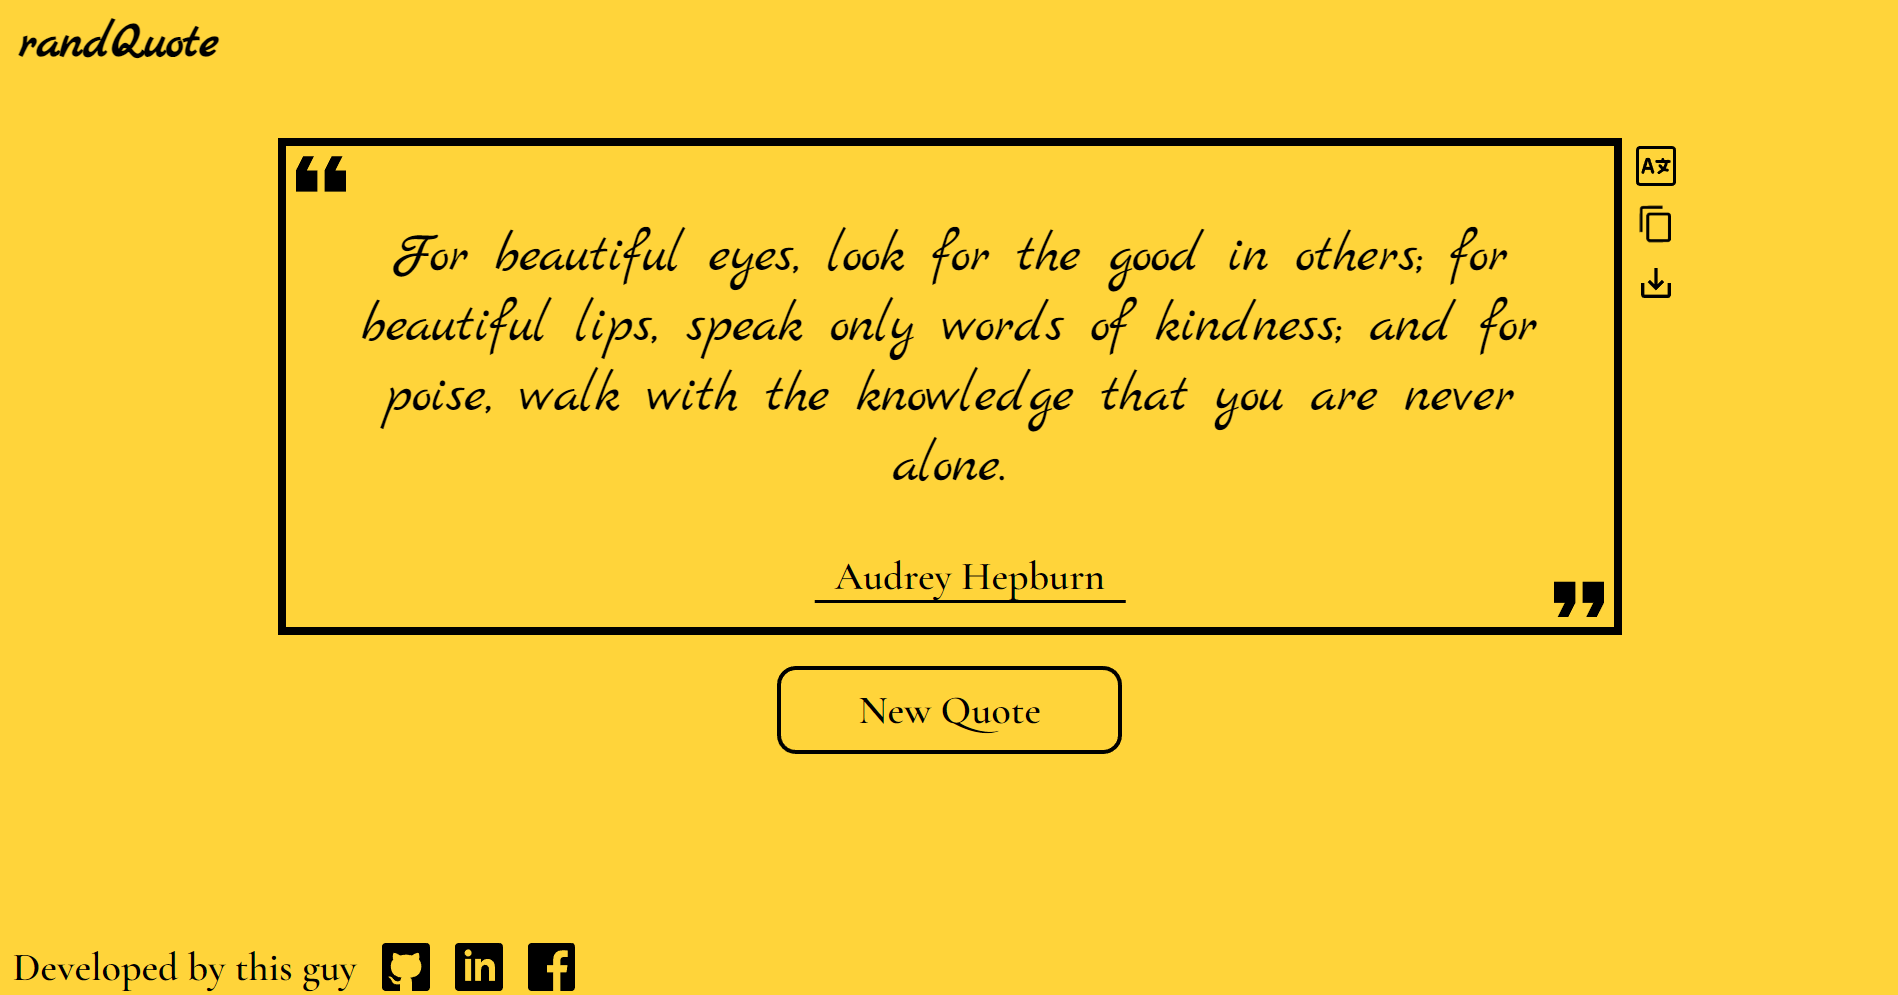 randQuote
For beautiful eyes, look for the good in others; for
beautiful lips, speak only words of kindness; and for
poise, walk with the knowledge that you are never
alone.
Audrey Hepburn
New Quote
Developed by this guy